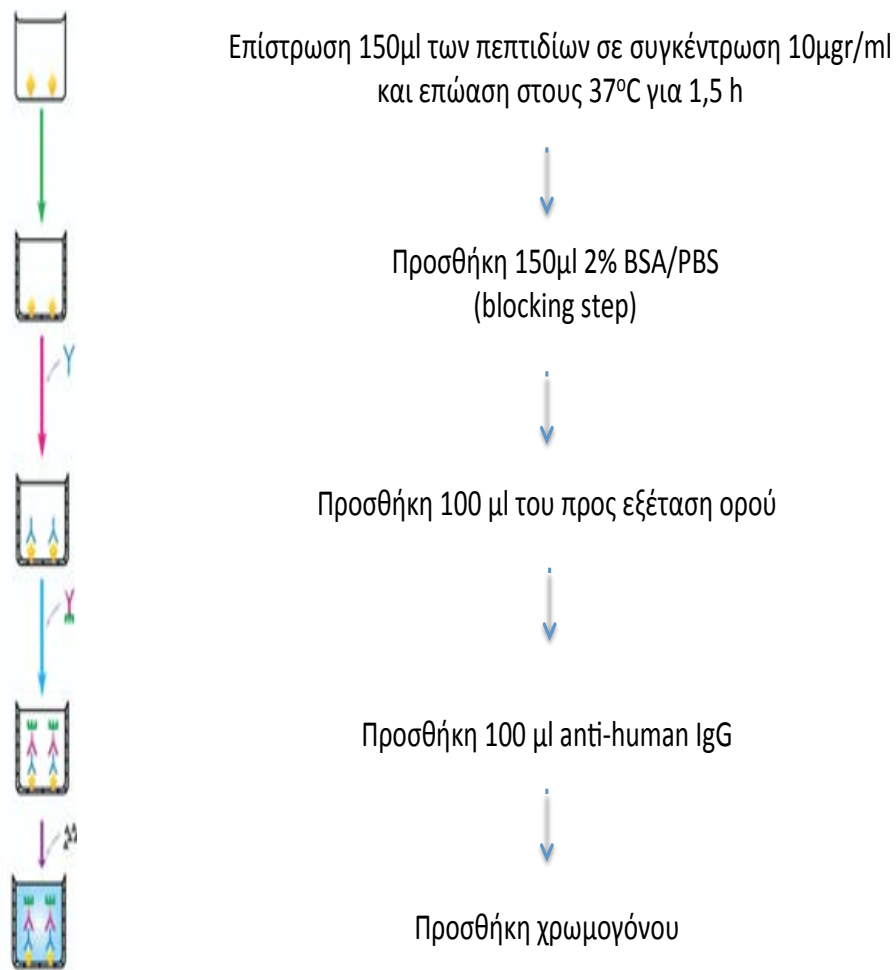 Επίστρωση 150μl των πεπτιδίων σε συγκέντρωση 10μgr/ml
και επώαση στους 37°C για 1,5 h
Προσθήκη 150μl 2% BSA/PBS
(blocking step)
Προσθήκη 100 μl του προς εξέταση ορού
Προσθήκη 100 μl anti-human IgG
Προσθήκη χρωμογόνου